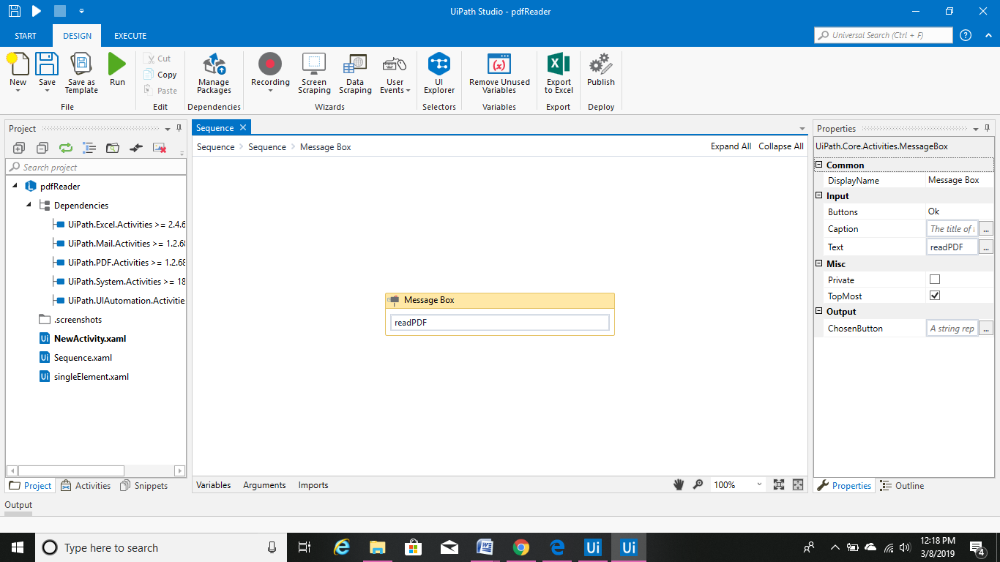 UiPath Studio - pdfReader
START DESIGN EXECUTE
Universal Search (Ctrl + F)
New
Save
Save as
Template
Run
Cut
Copy
Paste
Manage
Packages
Recording
Screen
Scraping
Data
Scraping
User
Events
UI
Explorer
Remove Unused
Variables
Export
to Excel
Publish
File Edit Dependencies Wizards Selectors Variables Export Deploy
Project
Search project
pdfReader
Dependencies
UiPath.Excel.Activities >= 2.4.6
UiPath.Mail.Activities >= 1.2.68
UiPath.PDF.Activities >= 1.2.68
UiPath.System.Activities >= 18
UiPath.UIAutomation.Activitie
.screenshots
NewActivity.xaml
Sequence.xaml
singleElement.xaml
Project Activities Snippets
Sequence
Sequence Sequence Message Box
Expand All Collapse All
Message Box
readPDF
Variables Arguments Imports
100%
Properties
UiPath.Core.Activities.MessageBox
Common
DisplayName Message Box
Input
Buttons Ok
Caption The title of
Text readPDF ...
Misc
Private
TopMost
Output
ChosenButton A string rep ...
Properties Outline
Output
Type here to search
12:18 PM
3/8/2019
4